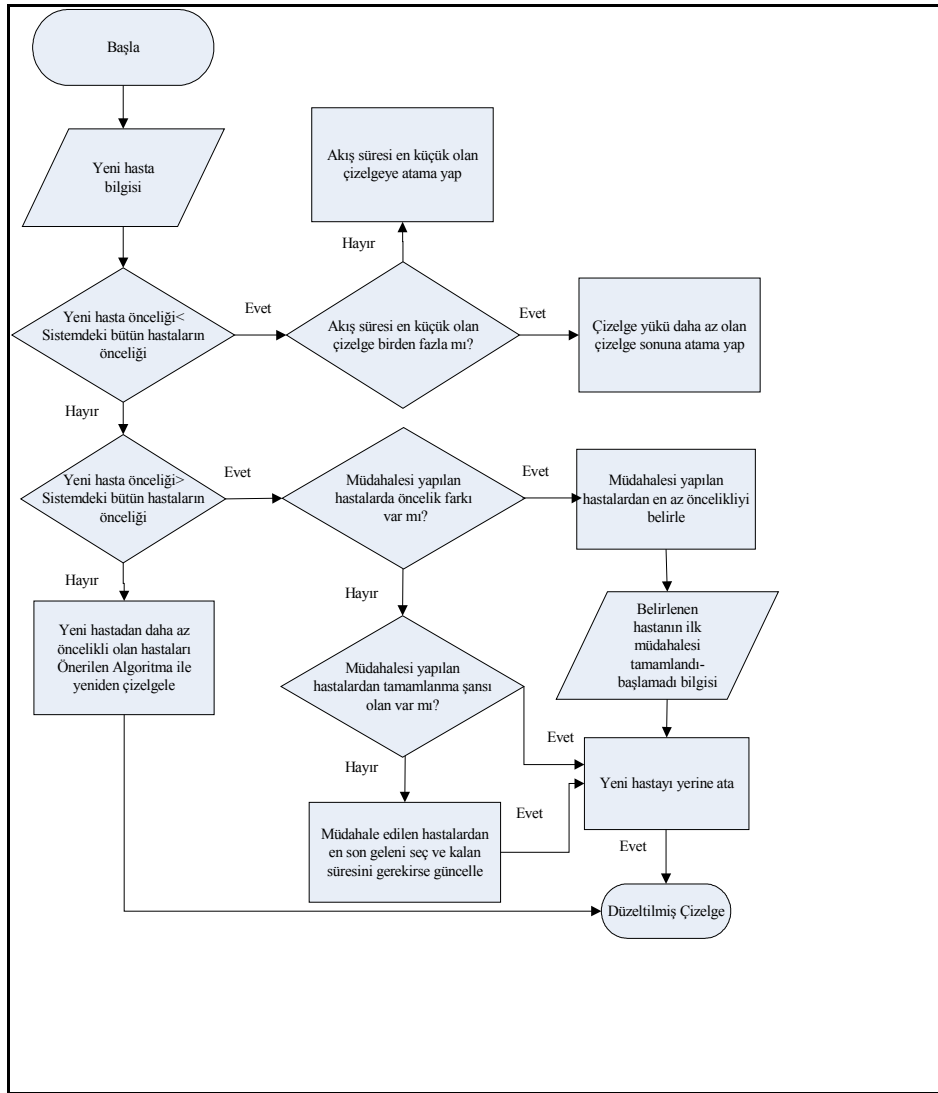 Başla
Yeni hasta
bilgisi
Akış süresi en küçük olan
çizelgeye atama yap
Hayır
Yeni hasta önceliği<
Sistemdeki bütün hastaların
önceliği
Evet
Akış süresi en küçük olan
çizelge birden fazla mı?
Evet
Çizelge yükü daha az olan
çizelge sonuna atama yap
Hayır
Yeni hasta önceliği>
Sistemdeki bütün hastaların
önceliği
Evet
Müdahalesi yapılan
hastalarda öncelik farkı
var mı?
Evet
Müdahalesi yapılan
hastalardan en az öncelikliyi
belirle
Hayır
Hayır
Yeni hastadan daha az
öncelikli olan hastaları
Önerilen Algoritma ile
yeniden çizelgele
Müdahalesi yapılan
hastalardan tamamlanma şansı
olan var mı?
Belirlenen
hastanın ilk
müdahalesi
tamamlandı-
başlamadı bilgisi
Evet
Hayır
Yeni hastayı yerine ata
Müdahale edilen hastalardan
en son geleni seç ve kalan
süresini gerekirse güncelle
Evet
Evet
Düzeltilmiş Çizelge